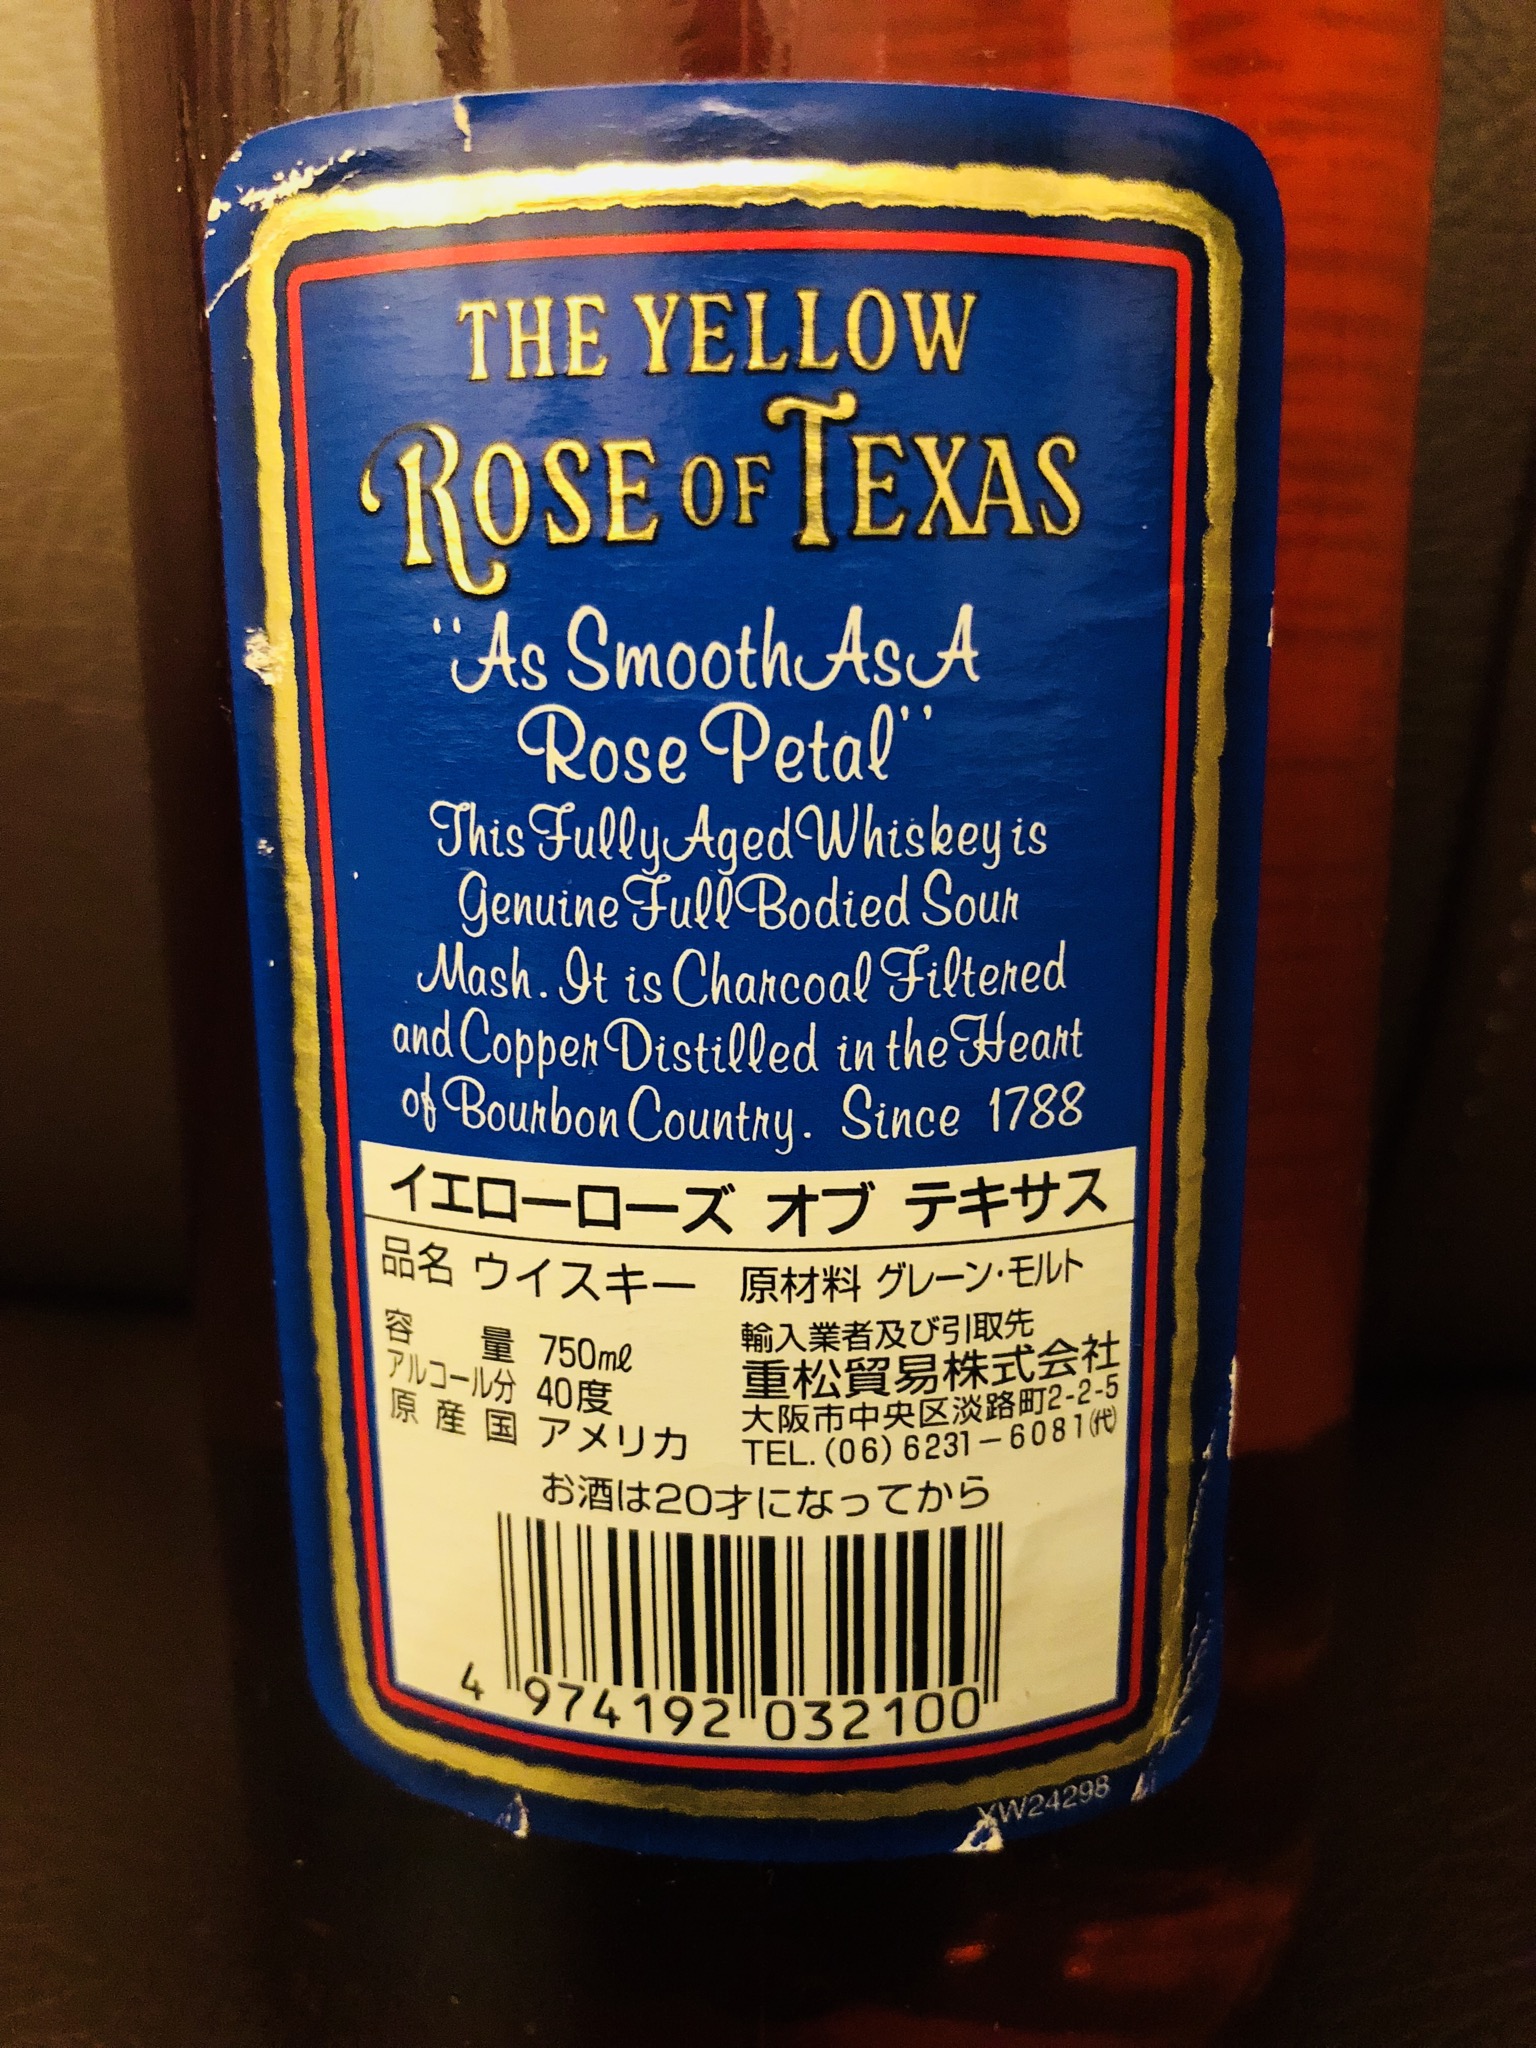 THE YELLOW
ROSE OF TEXAS
"As Smooth As A
Rose Petal"
This Fully Aged Whiskey is
Genuine Full Bodied Sour
Mash. It is Charcoal Filtered
and Copper Distilled in the Heart
of Bourbon Country. Since 1788
イエローローズ オブ テキサス
品名 ウイスキー 原材料 グレーン・モルト
容量 750ml
アルコール分 40度
原産国 アメリカ
輸入業者及び引取先
重松貿易株式会社
大阪市中央区淡路町2-2-5
TEL. (06) 6231-6081(代)
お酒は20才になってから
4 974192 032100
YW24298